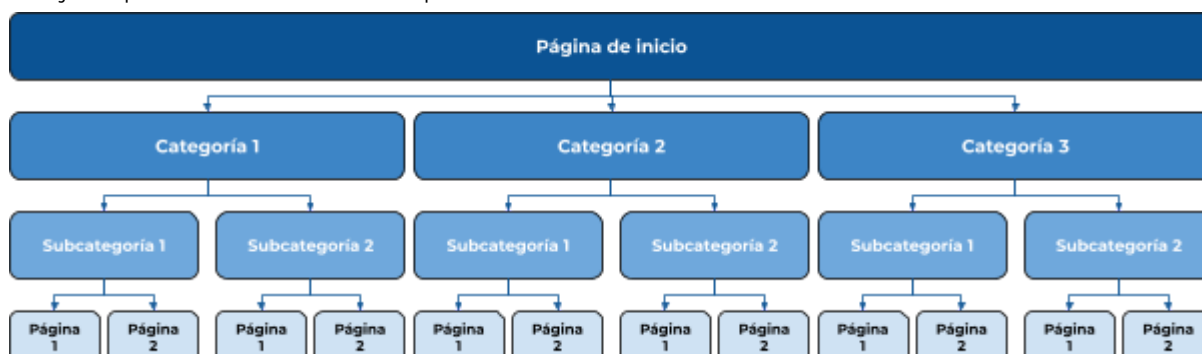 Página de inicio
Categoría 1 Categoría 2 Categoría 3
Subcategoría 1 Subcategoría 2 Subcategoría 1 Subcategoría 2 Subcategoría 1 Subcategoría 2
Página Página Página Página Página Página Página Página Página Página Página Página
1 2 1 2 1 2 1 2 1 2 1 2